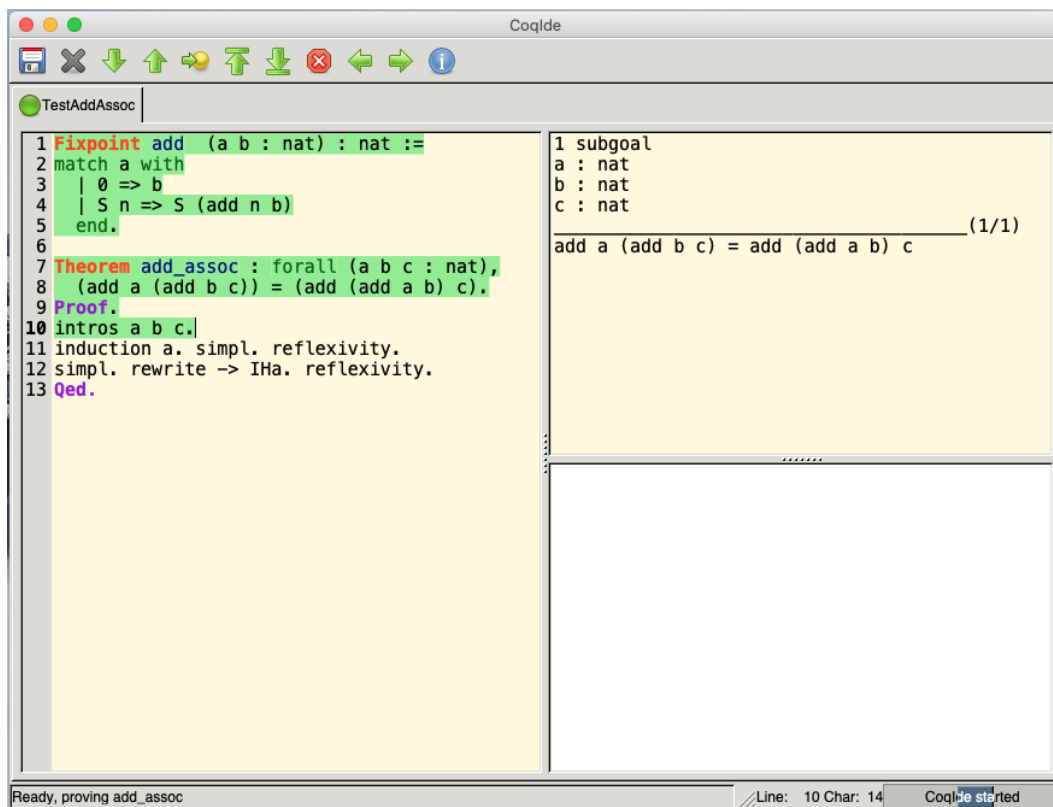 CoqIde
TestAddAssoc
1 Fixpoint add  (a b : nat) : nat :=
2 match a with
3   | 0 => b
4   | S n => S (add n b)
5   end.
6
7 Theorem add_assoc : forall (a b c : nat),
8   (add a (add b c)) = (add (add a b) c).
9 Proof.
10 intros a b c.
11 induction a. simpl. reflexivity.
12 simpl. rewrite -> IHa. reflexivity.
13 Qed.
1 subgoal
a : nat
b : nat
c : nat
______________________________________(1/1)
add a (add b c) = add (add a b) c
Ready, proving add_assoc
Line: 10 Char: 14
CoqIde started